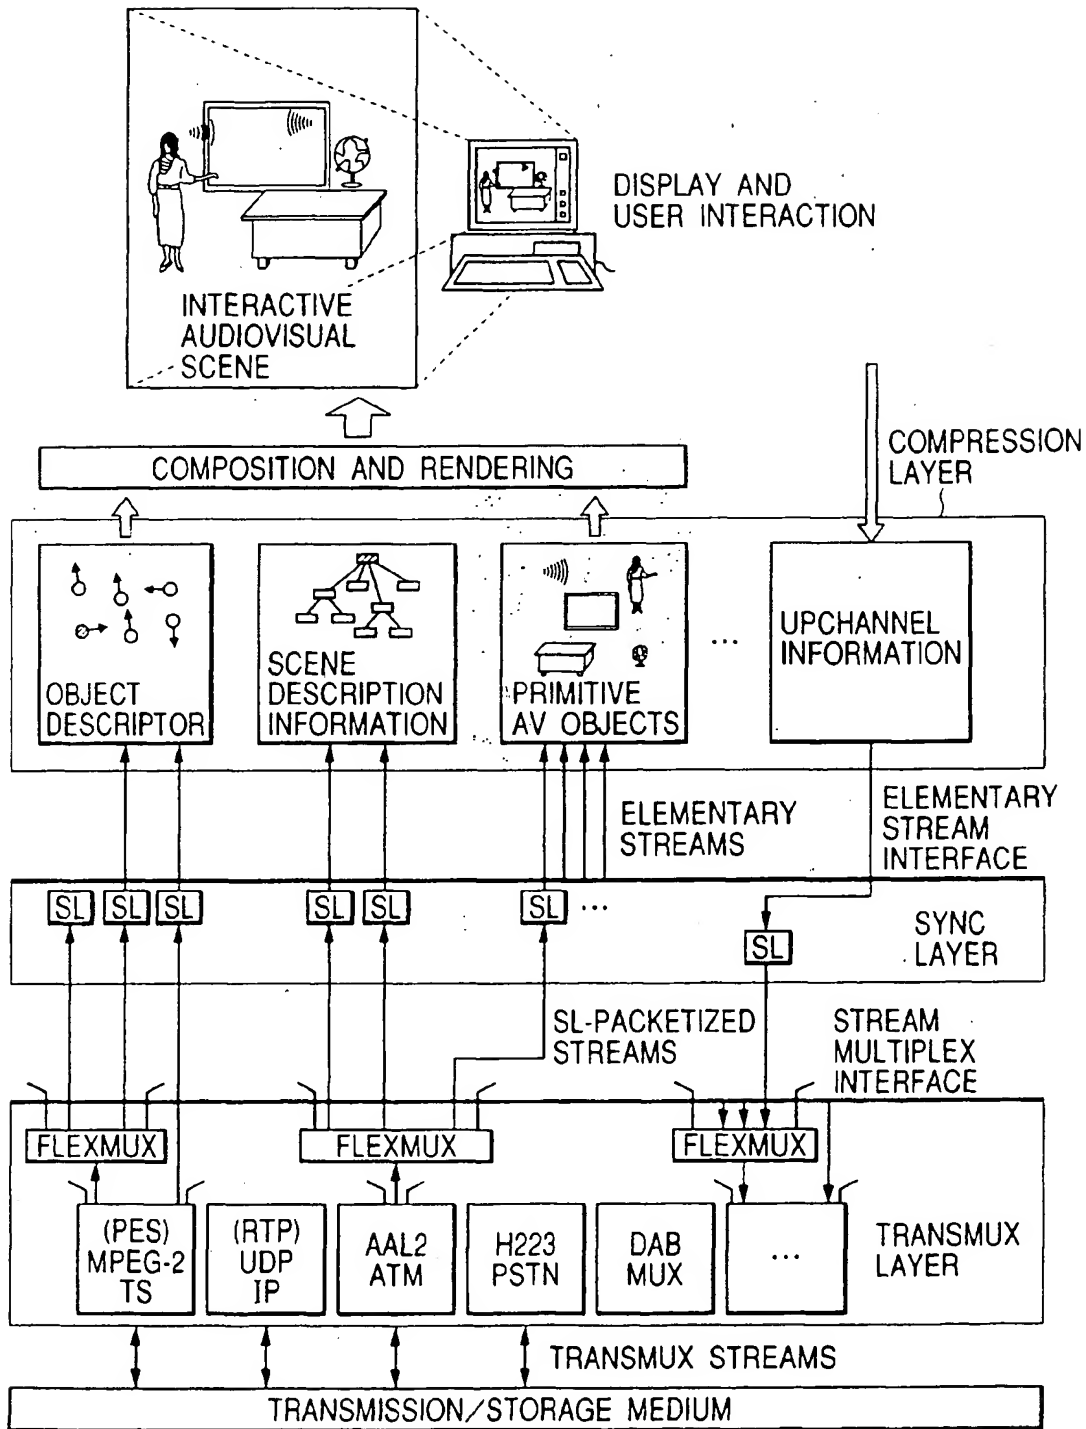 DISPLAY AND
USER INTERACTION
INTERACTIVE
AUDIOVISUAL
SCENE
COMPRESSION
LAYER
COMPOSITION AND RENDERING
OBJECT
DESCRIPTOR
SCENE
DESCRIPTION
INFORMATION
PRIMITIVE
AV OBJECTS
...
UPCHANNEL
INFORMATION
ELEMENTARY
STREAMS
ELEMENTARY
STREAM
INTERFACE
SL
SL
SL
SL
SL
SL
...
SL
SYNC
LAYER
SL-PACKETIZED
STREAMS
STREAM
MULTIPLEX
INTERFACE
FLEXMUX
FLEXMUX
FLEXMUX
(PES)
MPEG-2
TS
(RTP)
UDP
IP
AAL2
ATM
H223
PSTN
DAB
MUX
...
TRANSMUX
LAYER
TRANSMUX STREAMS
TRANSMISSION/STORAGE MEDIUM